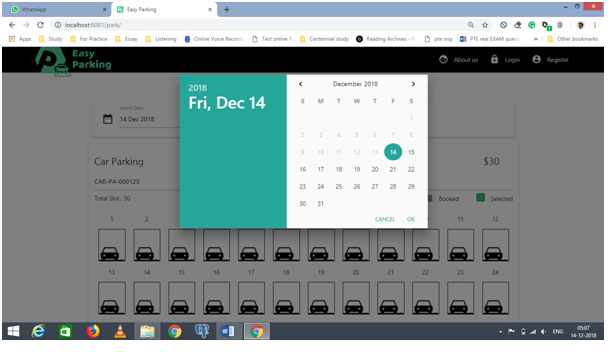 WhatsApp
Easy Parking
localhost:8081/park/
Apps Study For Practice Essay Listening Online Voice Record Test online 1 Centennial study Reading Archives - pte imp PTE real EXAM quest » Other bookmarks
Easy
Parking
About us Login Register
Select Date
14 Dec 2018
2018
Fri, Dec 14
December 2018
S M T W T F S
1
2 3 4 5 6 7 8
9 10 11 12 13 14 15
16 17 18 19 20 21 22
23 24 25 26 27 28 29
30 31
CANCEL OK
Car Parking $30
CAR-PA-000123
Total Slot : 30 Booked Selected
1 2 11 12
13 14 15 16 17 18 19 20 21 22 23 24
ENG
05:07
14-12-2018